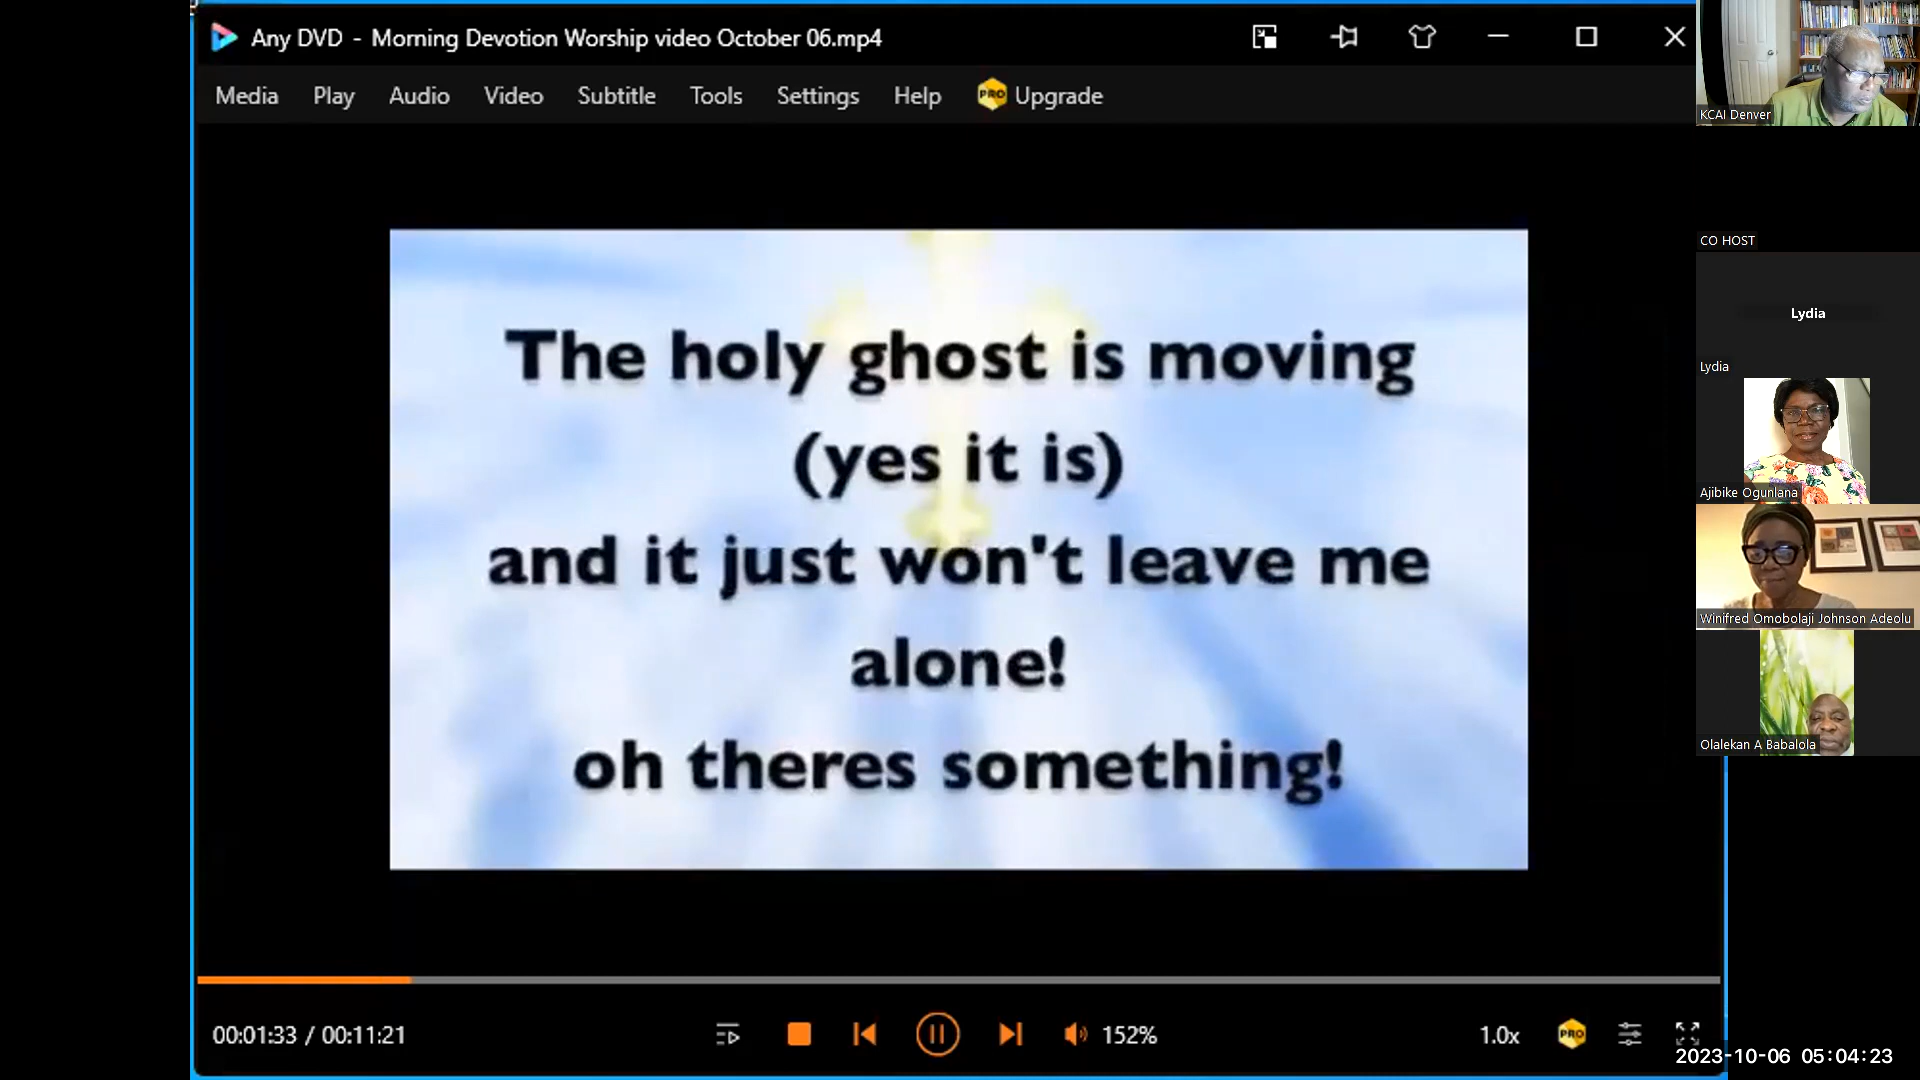 Any DVD - Morning Devotion Worship video October 06.mp4
Media Play Audio Video Subtitle Tools Settings Help PRO Upgrade
The holy ghost is moving
(yes it is)
and it just won't leave me
alone!
oh theres something!
00:01:33 / 00:11:21
152%
1.0x
PRO
KCAI Denver
CO HOST
Lydia
Lydia
Ajibike Ogunlana
Winifred Omobolaji Johnson Adeolu
Olalekan A Babalola
2023-10-06 05:04:23